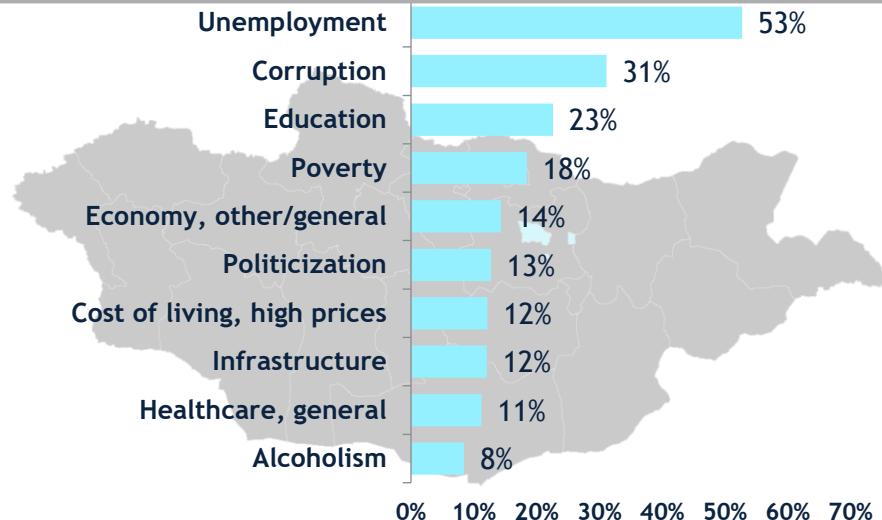 Unemployment 53%
Corruption 31%
Education 23%
Poverty 18%
Economy, other/general 14%
Politicization 13%
Cost of living, high prices 12%
Infrastructure 12%
Healthcare, general 11%
Alcoholism 8%
0% 10% 20% 30% 40% 50% 60% 70%